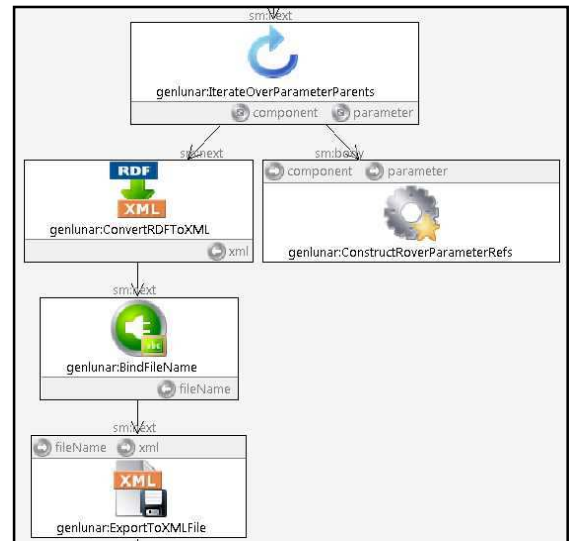 sm:next
genlunar:IterateOverParameterParents
component parameter
sm:next
sm:body
RDF
XML
genlunar:ConvertRDFToXML
xml
component parameter
genlunar:ConstructRoverParameterRefs
sm:next
abc
genlunar:BindFileName
fileName
sm:next
fileName xml
XML
genlunar:ExportToXMLFile